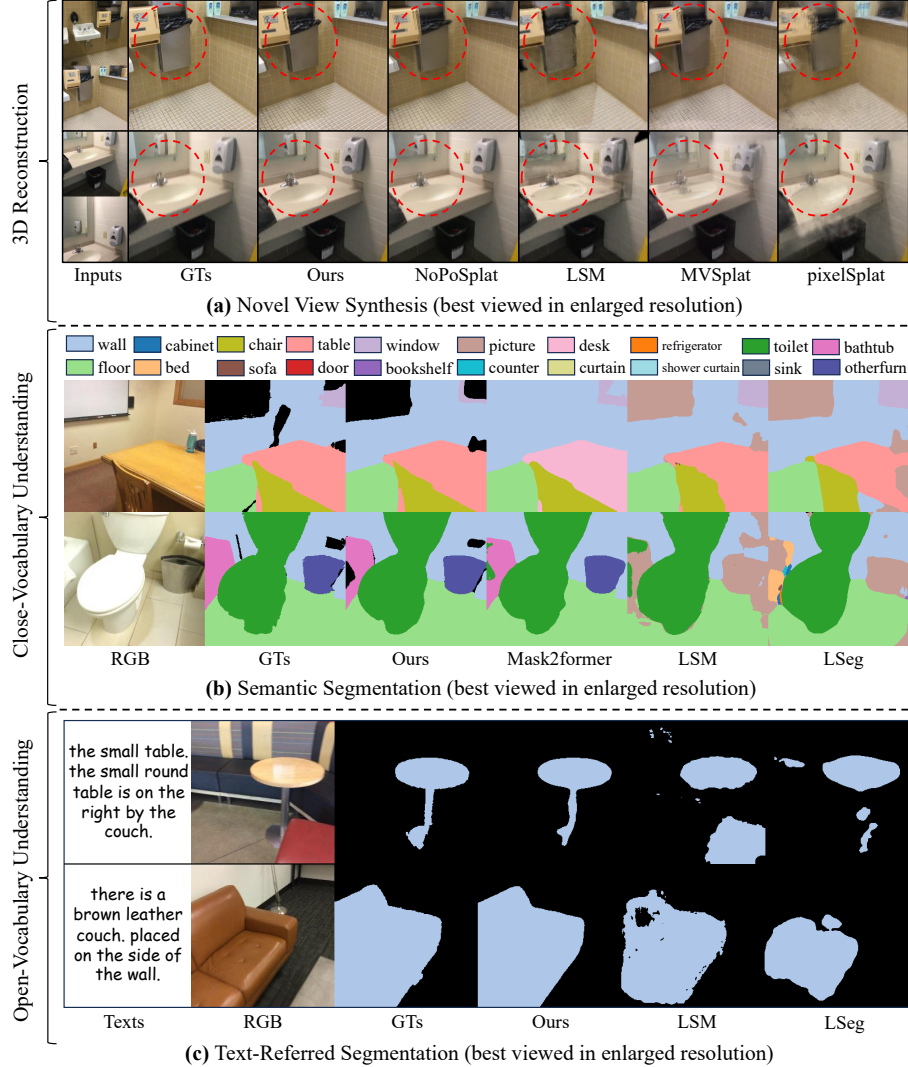 3D Reconstruction
Inputs GTs Ours NoPoSplat LSM MVSplat pixelSplat
(a) Novel View Synthesis (best viewed in enlarged resolution)
Close-Vocabulary Understanding
wall cabinet chair table window picture desk refrigerator toilet bathtub
floor bed sofa door bookshelf counter curtain shower curtain sink otherfurn
RGB GTs Ours Mask2former LSM LSeg
(b) Semantic Segmentation (best viewed in enlarged resolution)
Open-Vocabulary Understanding
the small table.
the small round
table is on the
right by the
couch.
there is a
brown leather
couch. placed
on the side of
the wall.
Texts RGB GTs Ours LSM LSeg
(c) Text-Referred Segmentation (best viewed in enlarged resolution)